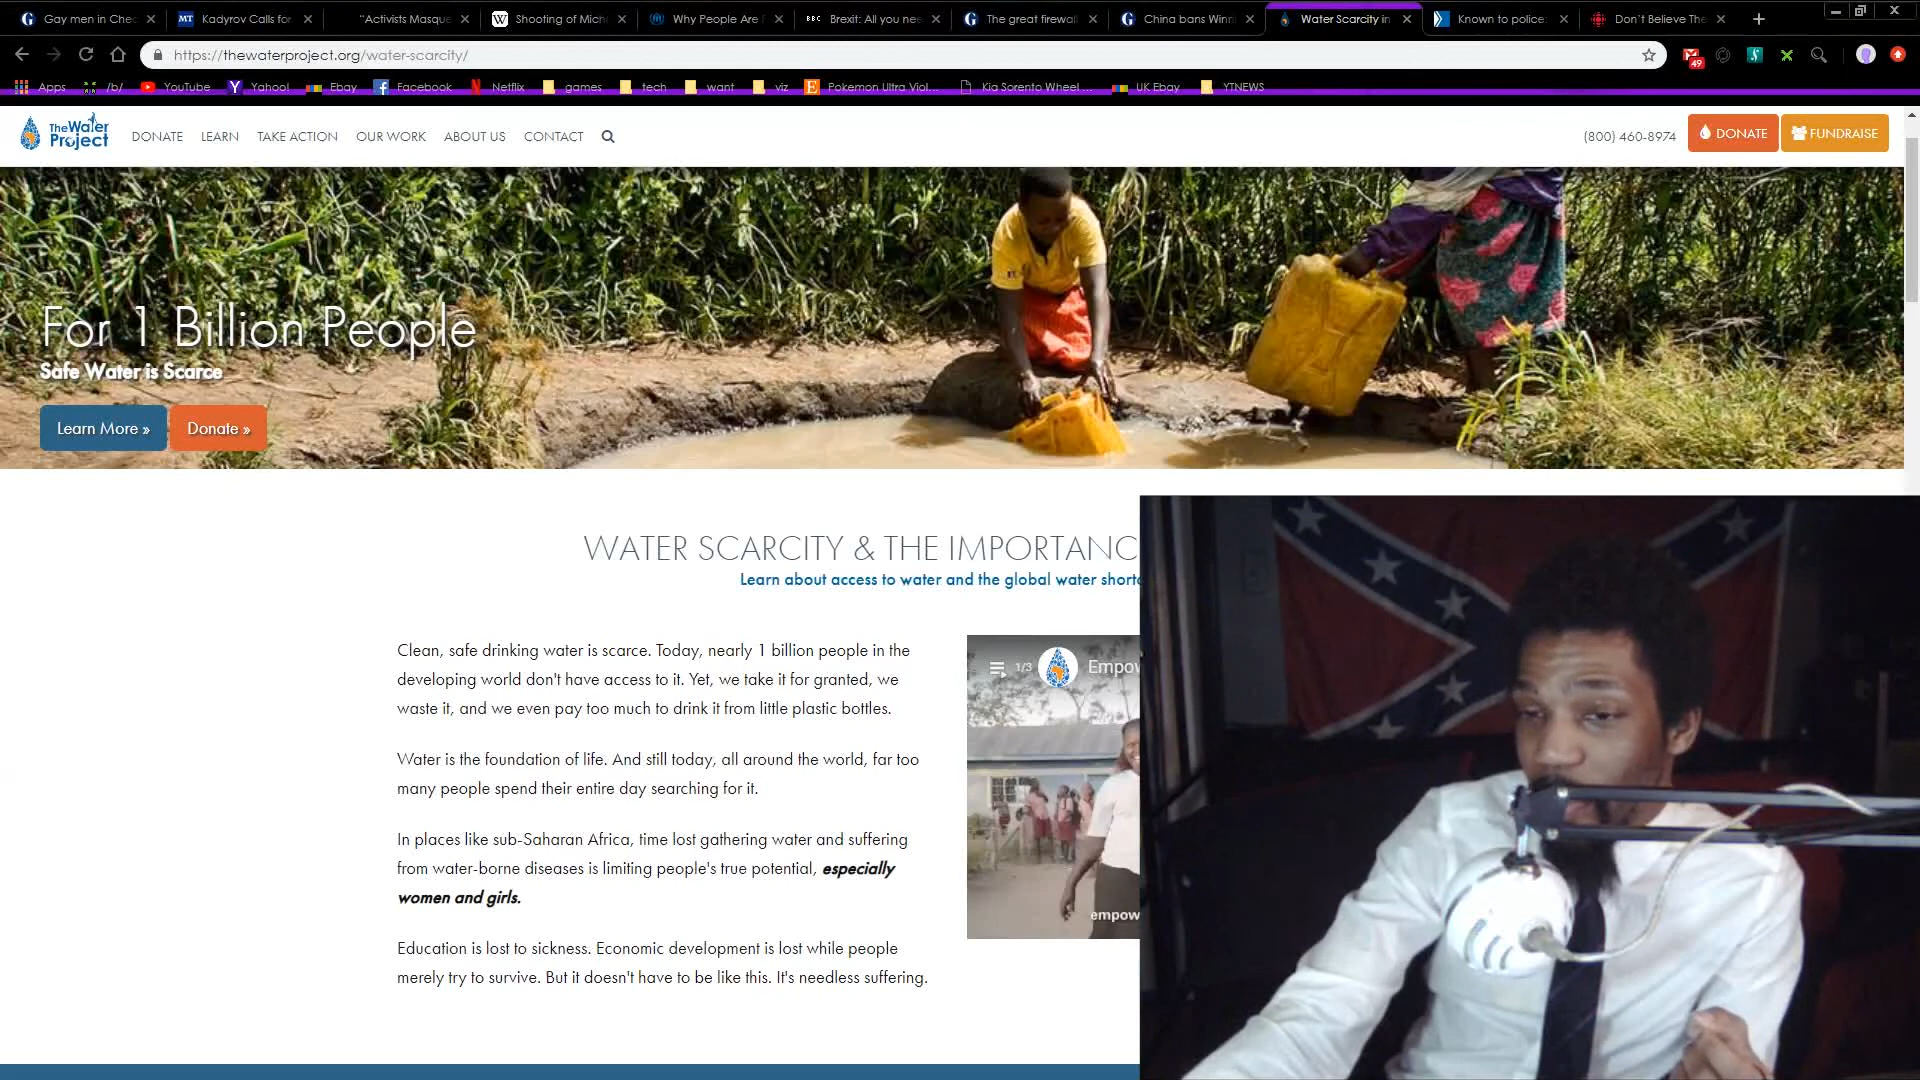 Gay men in Chec
Kadyrov Calls for
"Activists Masque
Shooting of Mich
Why People Are F
Brexit: All you nee
The great firewall
China bans Winni
Water Scarcity in
Known to police:
Don't Believe The
https://thewaterproject.org/water-scarcity/
49
Apps
/b/
YouTube
Yahoo!
Ebay
Facebook
Netflix
games
tech
want
viz
Pokemon Ultra Viol...
Kia Sorento Wheel ...
UK Ebay
YTNEWS
The Water
Project
DONATE
LEARN
TAKE ACTION
OUR WORK
ABOUT US
CONTACT
(800) 460-8974
DONATE
FUNDRAISE
For 1 Billion People
Safe Water is Scarce
Learn More »
Donate »
WATER SCARCITY & THE IMPORTANC
Learn about access to water and the global water shorta
Clean, safe drinking water is scarce. Today, nearly 1 billion people in the
developing world don't have access to it. Yet, we take it for granted, we
waste it, and we even pay too much to drink it from little plastic bottles.
Water is the foundation of life. And still today, all around the world, far too
many people spend their entire day searching for it.
In places like sub-Saharan Africa, time lost gathering water and suffering
from water-borne diseases is limiting people's true potential, especially
women and girls.
Education is lost to sickness. Economic development is lost while people
merely try to survive. But it doesn't have to be like this. It's needless suffering.
1/3
Empow
empow